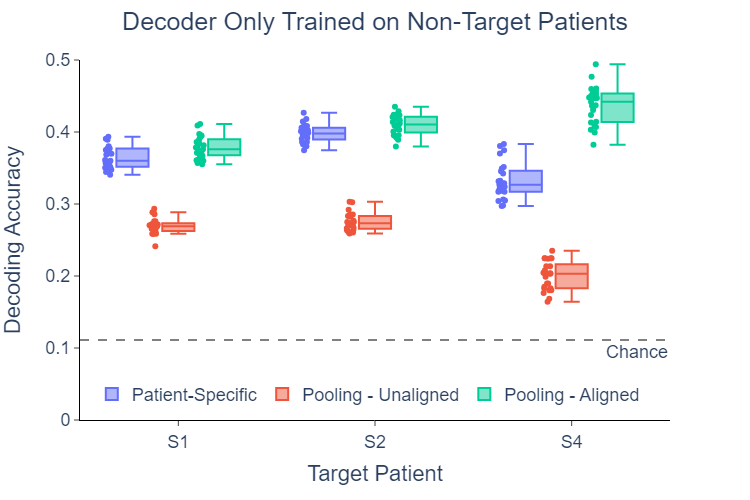 Decoder Only Trained on Non-Target Patients
Decoding Accuracy
0.5
0.4
0.3
0.2
0.1
0
Chance
Patient-Specific
Pooling - Unaligned
Pooling - Aligned
S1
S2
S4
Target Patient